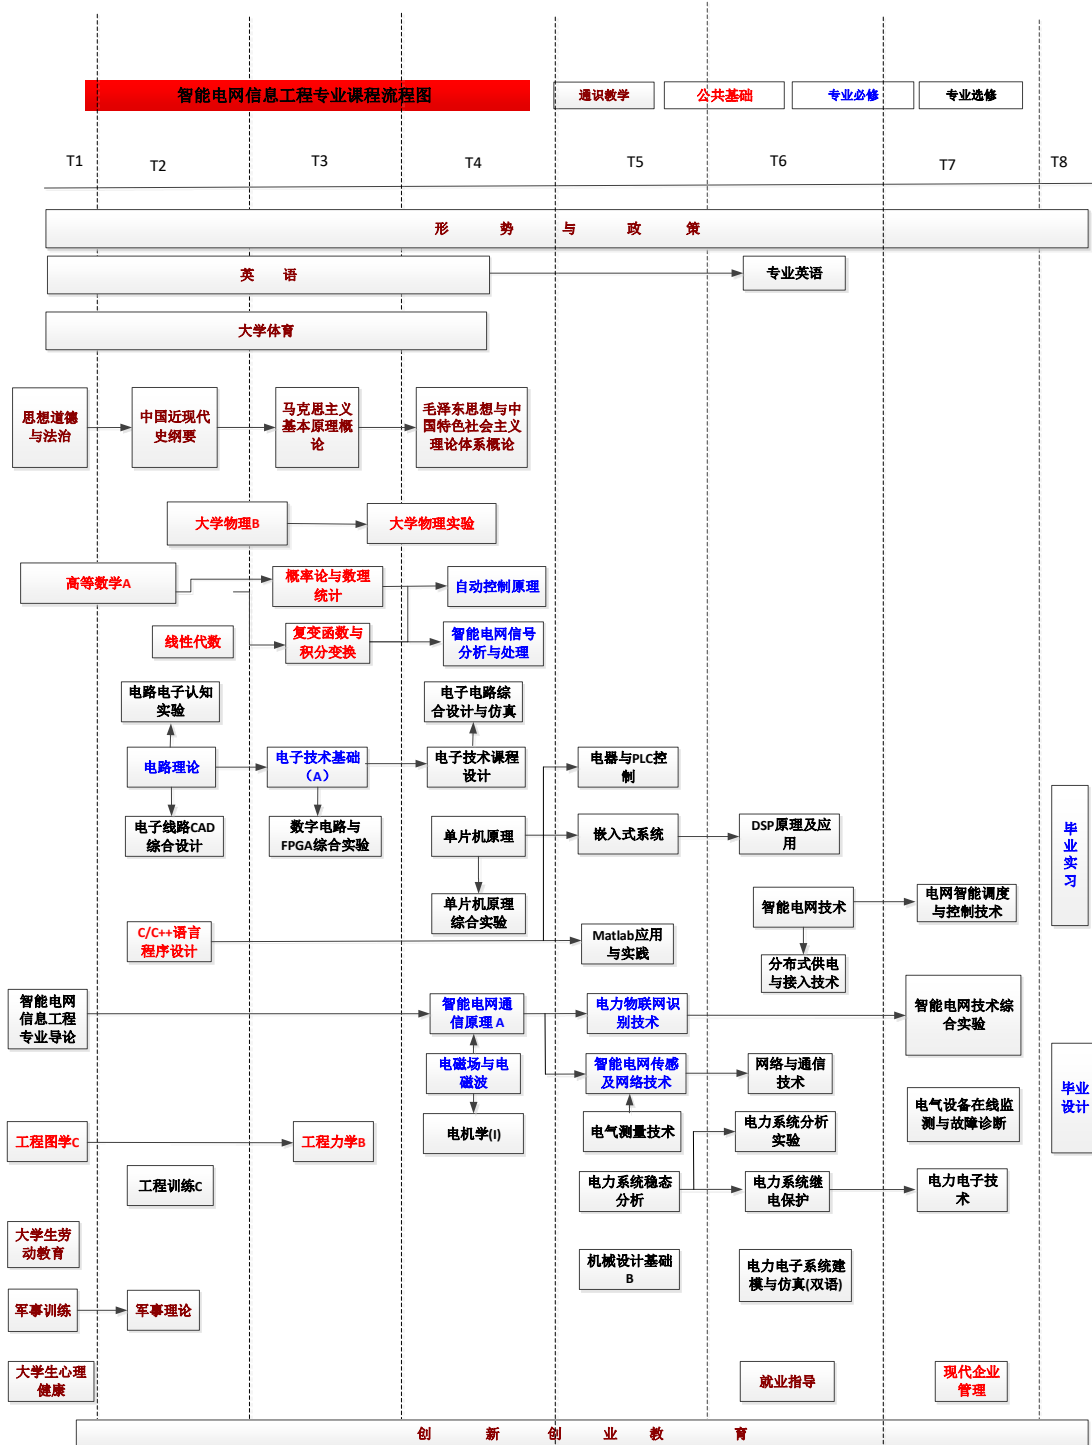 智能电网信息工程专业课程流程图
通识教学
公共基础
专业必修
专业选修
T1
T2
T3
T4
T5
T6
T7
T8
形势与政策
英语
专业英语
大学体育
思想道德
与法治
中国近现代
史纲要
马克思主义
基本原理概
论
毛泽东思想与中
国特色社会主义
理论体系概论
大学物理B
大学物理实验
高等数学A
概率论与数理
统计
自动控制原理
线性代数
复变函数与
积分变换
智能电网信号
分析与处理
电路电子认知
实验
电子电路综
合设计与仿真
电路理论
电子技术基础
（A）
电子技术课程
设计
电器与PLC控
制
电子线路CAD
综合设计
数字电路与
FPGA综合实验
单片机原理
嵌入式系统
DSP原理及应
用
毕
业
实
习
单片机原理
综合实验
智能电网技术
电网智能调度
与控制技术
C/C++语言
程序设计
Matlab应用
与实践
分布式供电
与接入技术
智能电网
信息工程
专业导论
智能电网通
信原理 A
电力物联网识
别技术
智能电网技术综
合实验
电磁场与电
磁波
智能电网传感
及网络技术
网络与通信
技术
毕业
设计
电机学(I)
电气测量技术
电力系统分析
实验
电气设备在线监
测与故障诊断
工程图学C
工程力学B
工程训练C
电力系统稳态
分析
电力系统继
电保护
电力电子技
术
大学生劳
动教育
机械设计基础
B
电力电子系统建
模与仿真(双语)
军事训练
军事理论
大学生心理
健康
就业指导
现代企业
管理
创新创业教育